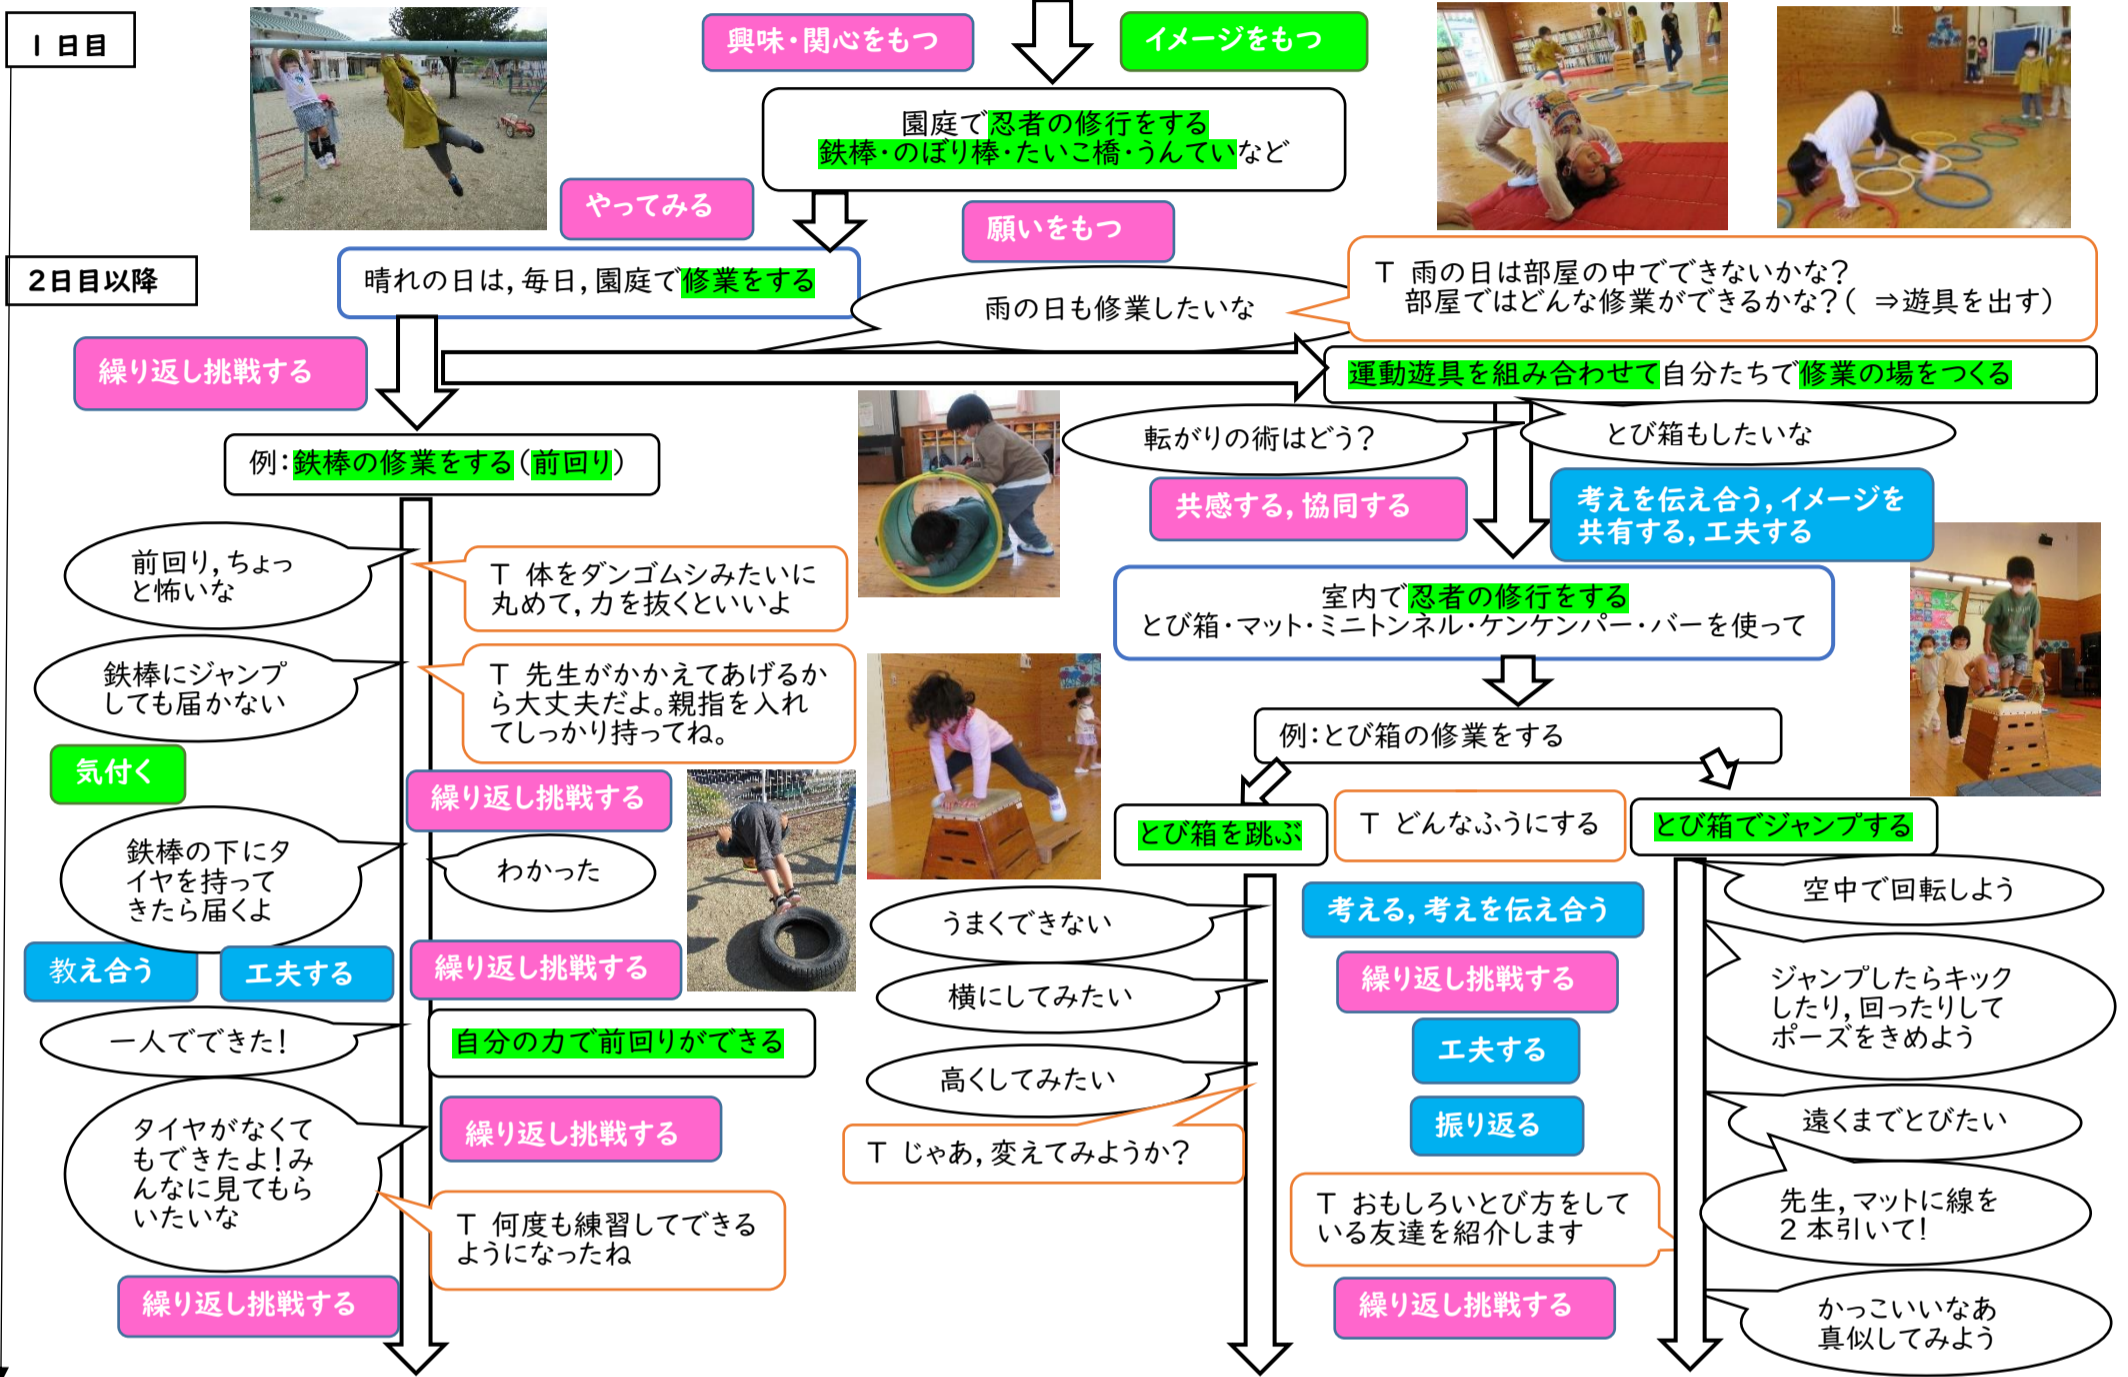 1日目
興味・関心をもつ
イメージをもつ
園庭で忍者の修行をする
鉄棒・のぼり棒・たいこ橋・うんていなど
やってみる
願いをもつ
2日目以降
晴れの日は,毎日,園庭で修業をする
雨の日も修業したいな
T 雨の日は部屋の中でできないかな?
部屋ではどんな修業ができるかな?( ⇒遊具を出す)
繰り返し挑戦する
運動遊具を組み合わせて自分たちで修業の場をつくる
転がりの術はどう?
とび箱もしたいな
例:鉄棒の修業をする(前回り)
共感する,協同する
考えを伝え合う,イメージを
共有する,工夫する
前回り,ちょっ
と怖いな
T 体をダンゴムシみたいに
丸めて,力を抜くといいよ
室内で忍者の修行をする
とび箱・マット・ミニトンネル・ケンケンパー・バーを使って
鉄棒にジャンプ
しても届かない
T 先生がかかえてあげるか
ら大丈夫だよ。親指を入れ
てしっかり持ってね。
例:とび箱の修業をする
気付く
繰り返し挑戦する
とび箱を跳ぶ
T どんなふうにする
とび箱でジャンプする
鉄棒の下にタ
イヤを持って
きたら届くよ
わかった
空中で回転しよう
うまくできない
考える,考えを伝え合う
教え合う
工夫する
繰り返し挑戦する
横にしてみたい
繰り返し挑戦する
ジャンプしたらキック
したり,回ったりして
ポーズをきめよう
一人でできた!
自分の力で前回りができる
高くしてみたい
工夫する
タイヤがなくて
もできたよ!み
んなに見てもら
いたいな
繰り返し挑戦する
T じゃあ,変えてみようか?
振り返る
遠くまでとびたい
T 何度も練習してできる
ようになったね
T おもしろいとび方をして
いる友達を紹介します
先生,マットに線を
2本引いて!
繰り返し挑戦する
繰り返し挑戦する
かっこいいなあ
真似してみよう